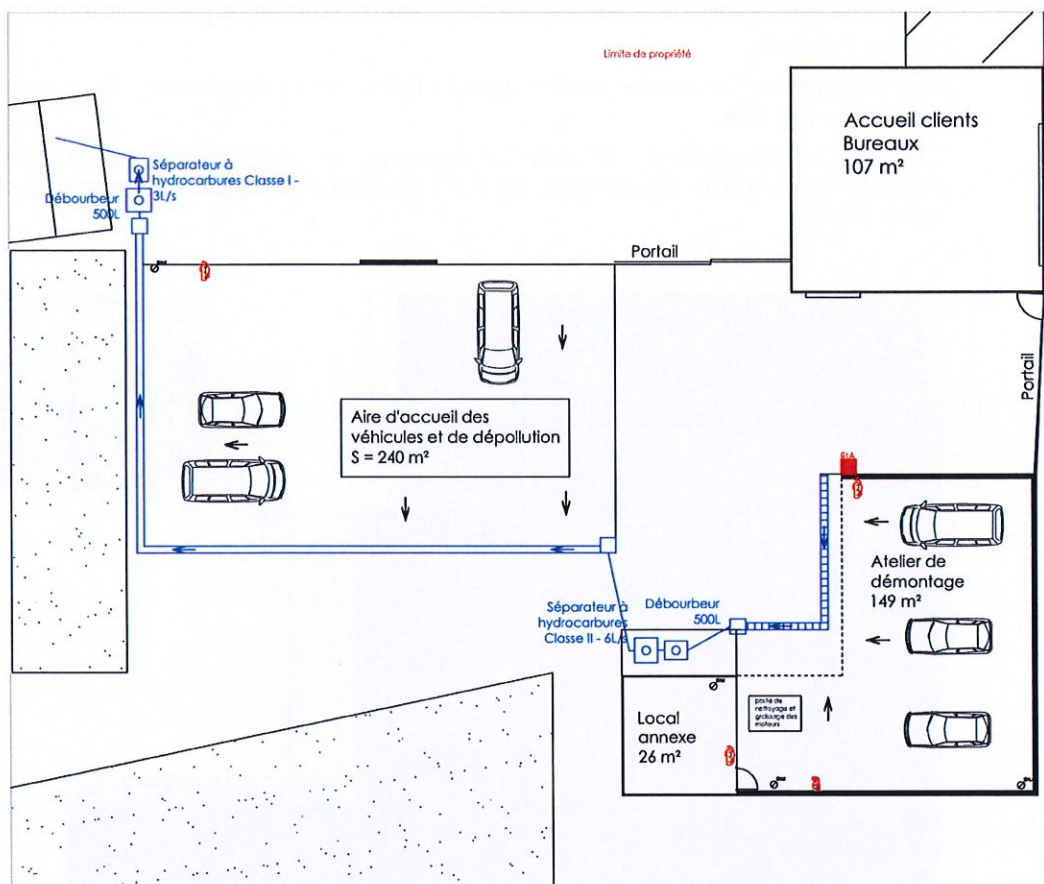 Limite de propriété
Accueil clients
Bureaux
107 m²
Séparateur à
hydrocarbures Classe I -
3L/s
Débourbeur
500L
Portail
Portail
Aire d'accueil des
véhicules et de dépollution
S = 240 m²
RIA
Atelier de
démontage
149 m²
Séparateur à
hydrocarbures
Classe II - 6L/s
Débourbeur
500L
poste de
nettoyage et
graissage des
moteurs
Local
annexe
26 m²